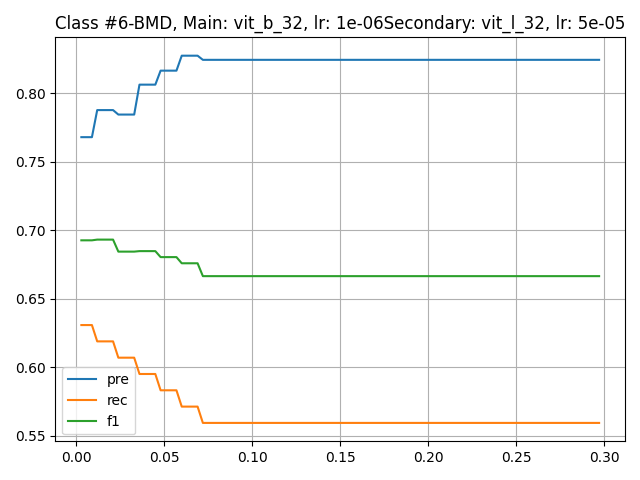 Class #6-BMD, Main: vit_b_32, lr: 1e-06Secondary: vit_l_32, lr: 5e-05
0.80
0.75
0.70
0.65
0.60
0.55
pre
rec
f1
0.00 0.05 0.10 0.15 0.20 0.25 0.30